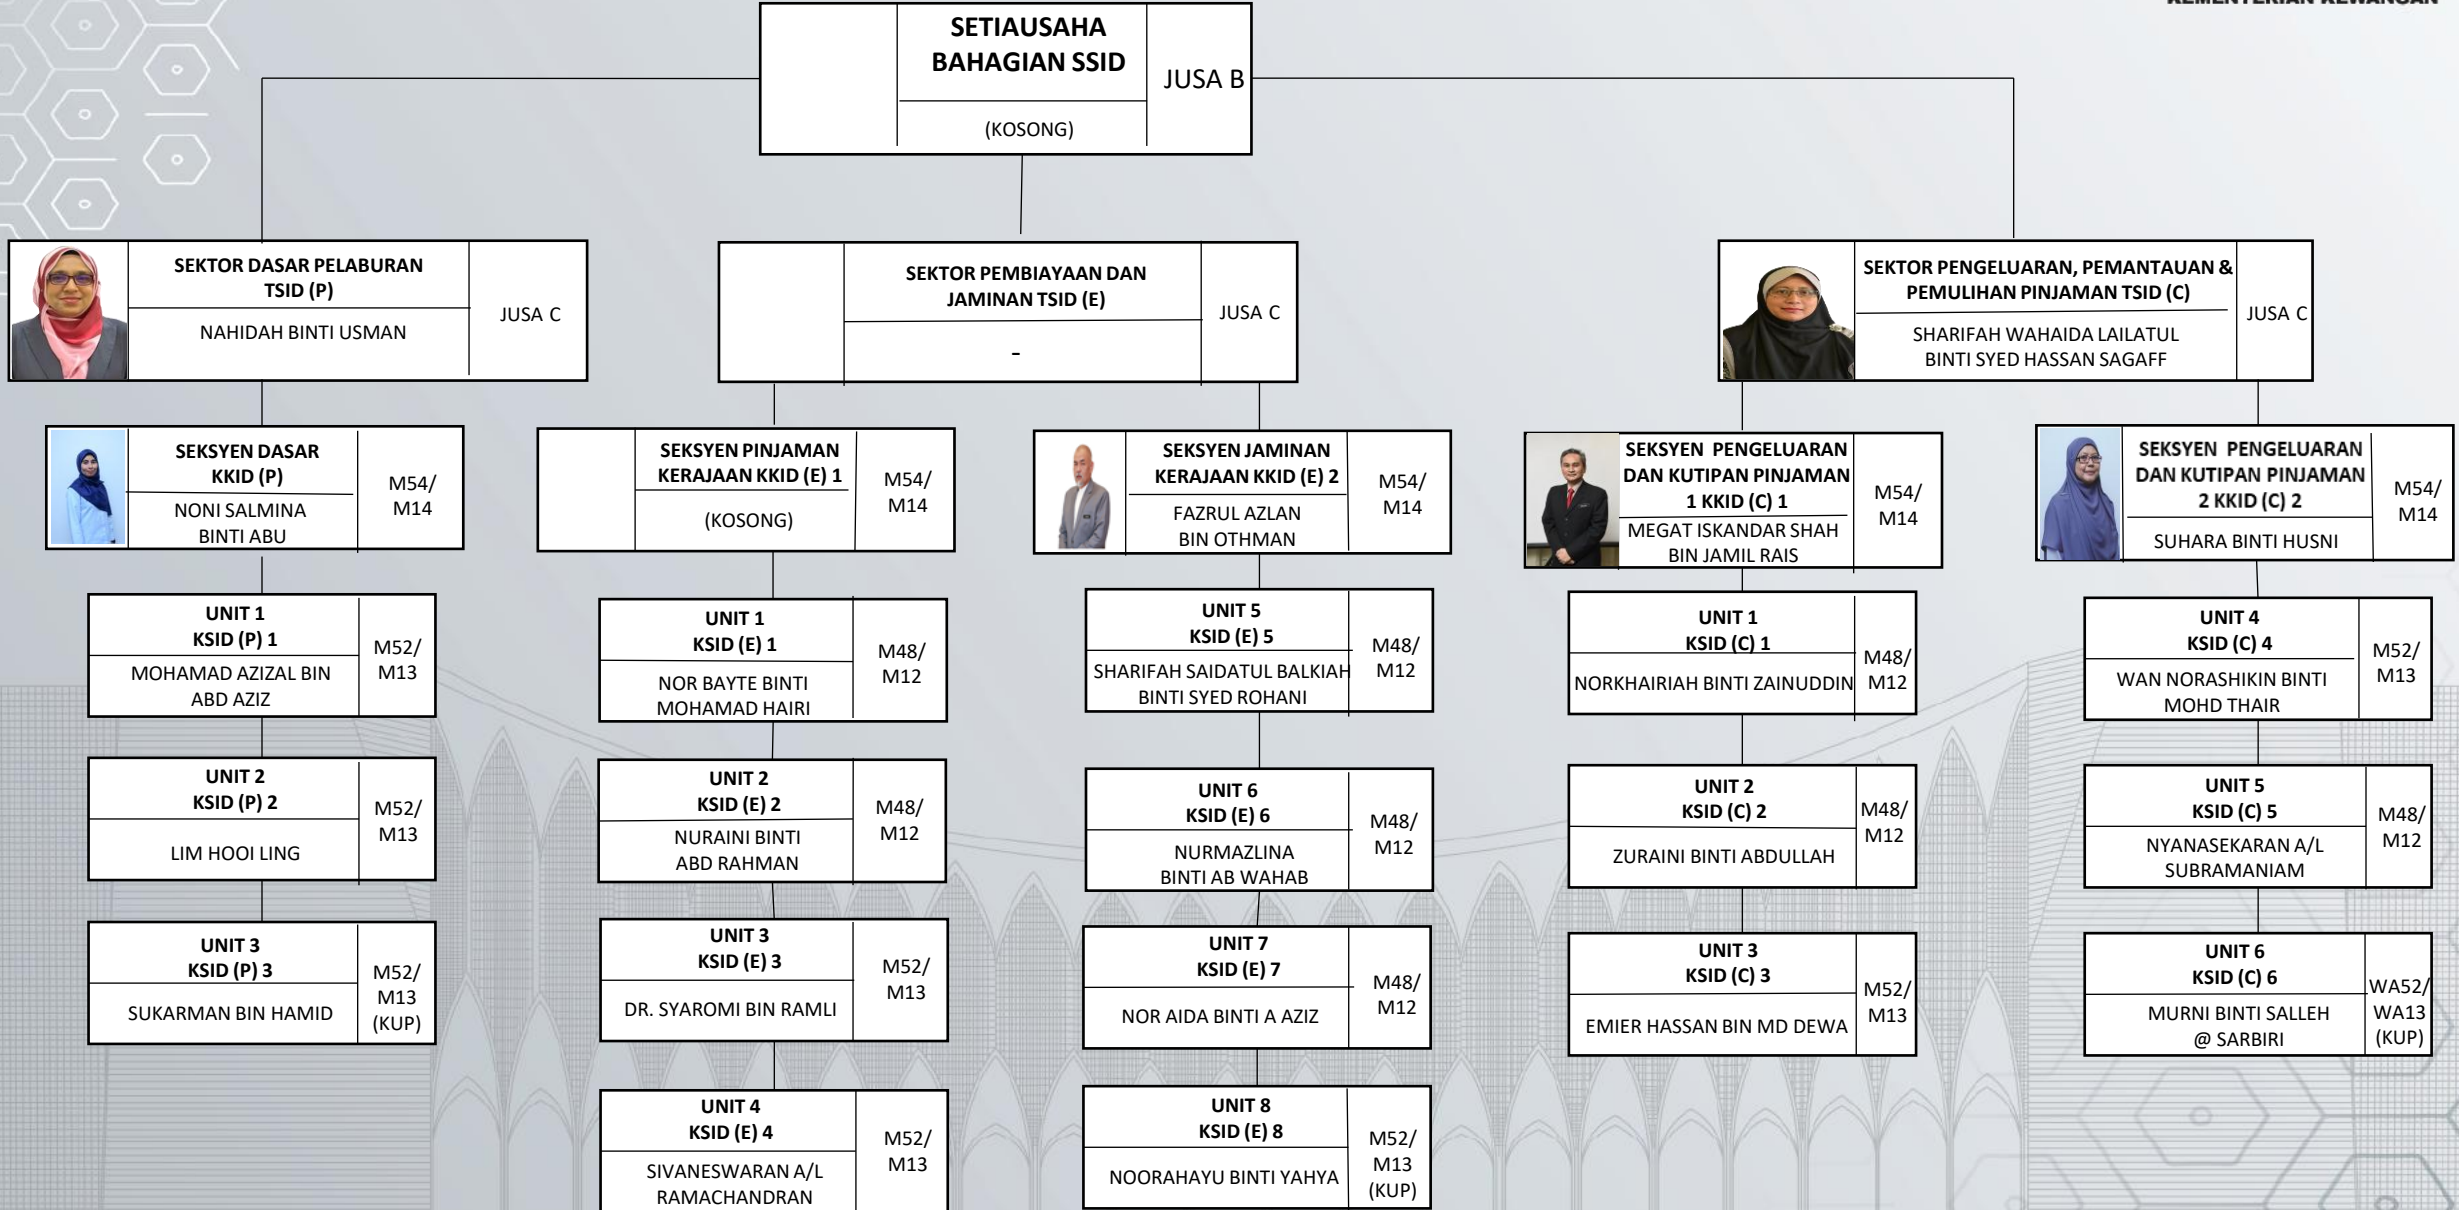 KEMENTERIAN KEWANGAN
SETIAUSAHA
BAHAGIAN SSID
JUSA B
(KOSONG)
SEKTOR DASAR PELABURAN
TSID (P)
NAHIDAH BINTI USMAN
JUSA C
SEKTOR PEMBIAYAAN DAN
JAMINAN TSID (E)
-
JUSA C
SEKTOR PENGELUARAN, PEMANTAUAN &
PEMULIHAN PINJAMAN TSID (C)
SHARIFAH WAHAIDA LAILATUL
BINTI SYED HASSAN SAGAFF
JUSA C
SEKSYEN DASAR
KKID (P)
NONI SALMINA
BINTI ABU
M54/
M14
SEKSYEN PINJAMAN
KERAJAAN KKID (E) 1
(KOSONG)
M54/
M14
SEKSYEN JAMINAN
KERAJAAN KKID (E) 2
FAZRUL AZLAN
BIN OTHMAN
M54/
M14
SEKSYEN PENGELUARAN
DAN KUTIPAN PINJAMAN
1 KKID (C) 1
MEGAT ISKANDAR SHAH
BIN JAMIL RAIS
M54/
M14
SEKSYEN PENGELUARAN
DAN KUTIPAN PINJAMAN
2 KKID (C) 2
SUHARA BINTI HUSNI
M54/
M14
UNIT 1
KSID (P) 1
MOHAMAD AZIZAL BIN
ABD AZIZ
M52/
M13
UNIT 1
KSID (E) 1
NOR BAYTE BINTI
MOHAMAD HAIRI
M48/
M12
UNIT 5
KSID (E) 5
SHARIFAH SAIDATUL BALKIAH
BINTI SYED ROHANI
M48/
M12
UNIT 1
KSID (C) 1
NORKHAIRIAH BINTI ZAINUDDIN
M48/
M12
UNIT 4
KSID (C) 4
WAN NORASHIKIN BINTI
MOHD THAIR
M52/
M13
UNIT 2
KSID (P) 2
LIM HOOI LING
M52/
M13
UNIT 2
KSID (E) 2
NURAINI BINTI
ABD RAHMAN
M48/
M12
UNIT 6
KSID (E) 6
NURMAZLINA
BINTI AB WAHAB
M48/
M12
UNIT 2
KSID (C) 2
ZURAINI BINTI ABDULLAH
M48/
M12
UNIT 5
KSID (C) 5
NYANASEKARAN A/L
SUBRAMANIAM
M48/
M12
UNIT 3
KSID (P) 3
SUKARMAN BIN HAMID
M52/
M13
(KUP)
UNIT 3
KSID (E) 3
DR. SYAROMI BIN RAMLI
M52/
M13
UNIT 7
KSID (E) 7
NOR AIDA BINTI A AZIZ
M48/
M12
UNIT 3
KSID (C) 3
EMIER HASSAN BIN MD DEWA
M52/
M13
UNIT 6
KSID (C) 6
MURNI BINTI SALLEH
@ SARBIRI
WA52/
WA13
(KUP)
UNIT 4
KSID (E) 4
SIVANESWARAN A/L
RAMACHANDRAN
M52/
M13
UNIT 8
KSID (E) 8
NOORAHAYU BINTI YAHYA
M52/
M13
(KUP)